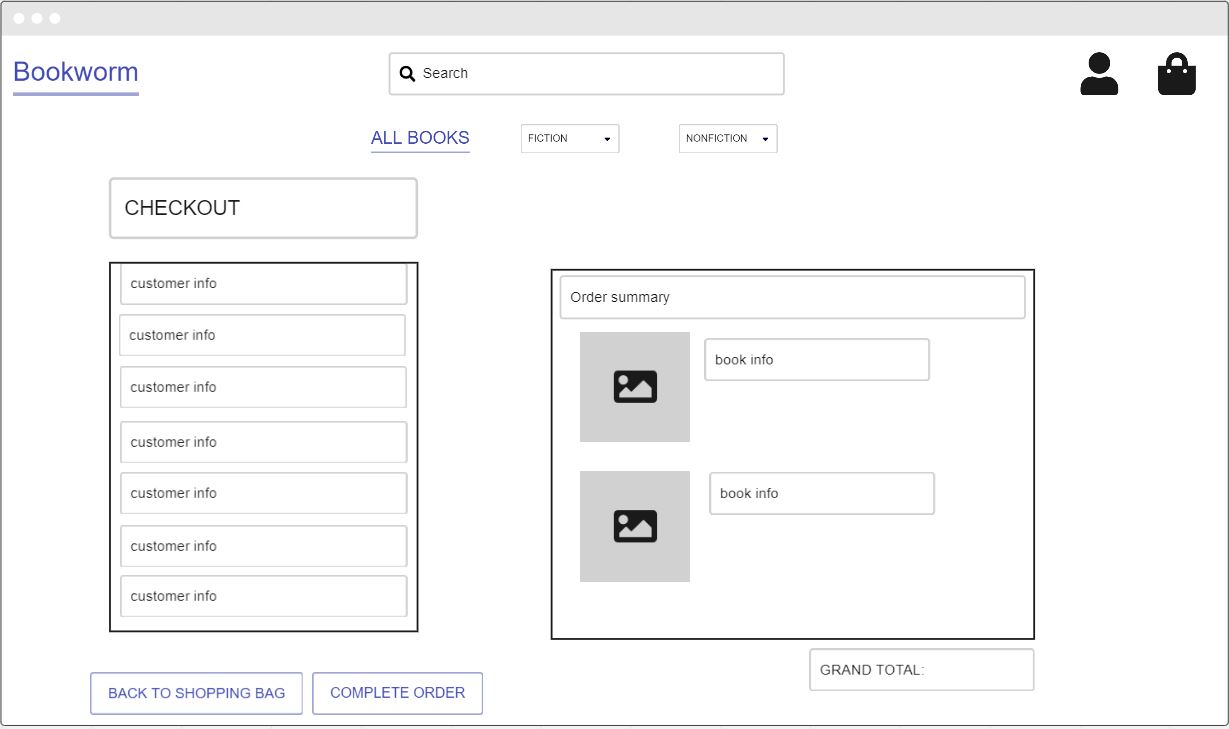 Bookworm
Search
ALL BOOKS
FICTION
NONFICTION
CHECKOUT
customer info
customer info
customer info
customer info
customer info
customer info
customer info
Order summary
book info
book info
GRAND TOTAL:
BACK TO SHOPPING BAG
COMPLETE ORDER